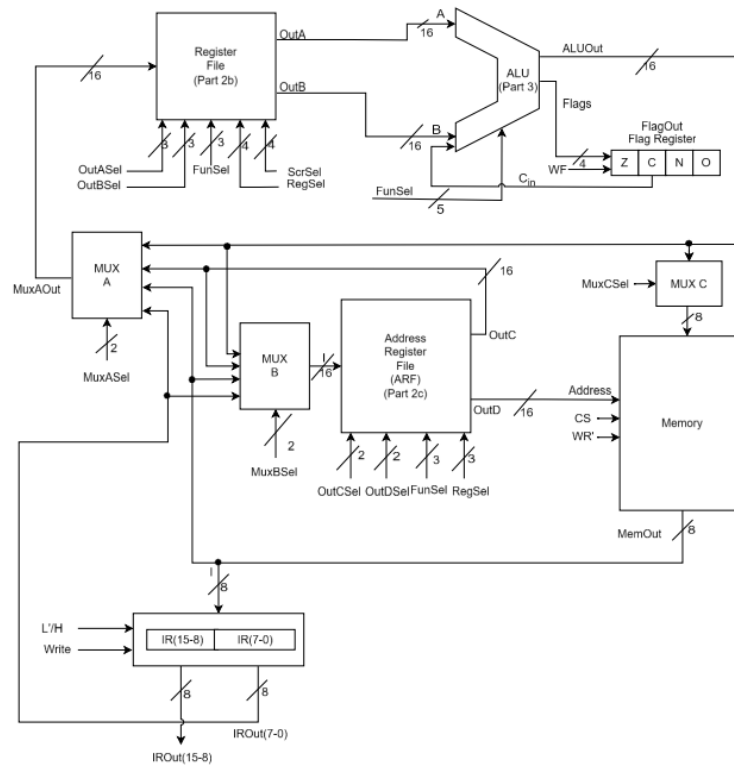 OutA
A
16
Register
File
(Part 2b)
16
ALUOut
16
ALU
(Part 3)
OutB
Flags
B
16
FlagOut
Flag Register
Z C N O
3 3 3 4 4
OutASel
OutBSel
FunSel
ScrSel
RegSel
WF
4
Cin
FunSel
5
MUX
A
MuxAOut
16
MuxCSel
MUX C
8
2
MuxASel
MUX
B
I
16
Address
Register
File
(ARF)
(Part 2c)
OutC
OutD
16
Address
CS
WR'
Memory
2
MuxBSel
2 2 3 3
OutCSel OutDSel FunSel RegSel
MemOut
8
I
8
L'/H
Write
IR(15-8) IR(7-0)
8 8
IROut(7-0)
IROut(15-8)